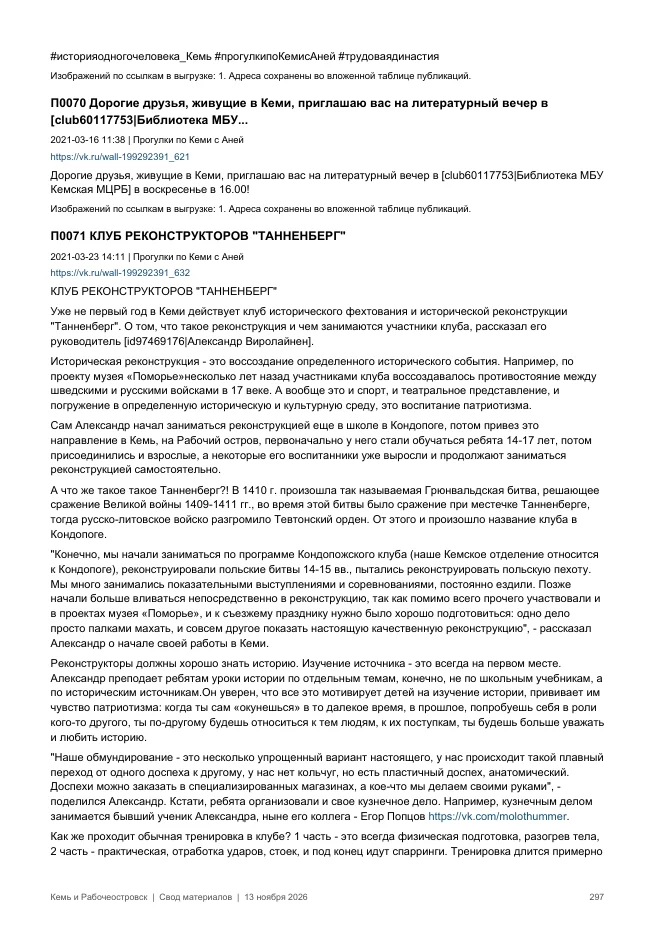 #историяодногочеловека_Кемь #прогулкипоКемисАней #трудоваядинастия
Изображений по ссылкам в выгрузке: 1. Адреса сохранены во вложенной таблице публикаций.
П0070 Дорогие друзья, живущие в Кеми, приглашаю вас на литературный вечер в
[club60117753|Библиотека МБУ...
2021-03-16 11:38 | Прогулки по Кеми с Аней
https://vk.ru/wall-199292391_621
Дорогие друзья, живущие в Кеми, приглашаю вас на литературный вечер в [club60117753|Библиотека МБУ
Кемская МЦРБ] в воскресенье в 16.00!
Изображений по ссылкам в выгрузке: 1. Адреса сохранены во вложенной таблице публикаций.
П0071 КЛУБ РЕКОНСТРУКТОРОВ "ТАННЕНБЕРГ"
2021-03-23 14:11 | Прогулки по Кеми с Аней
https://vk.ru/wall-199292391_632
КЛУБ РЕКОНСТРУКТОРОВ "ТАННЕНБЕРГ"
Уже не первый год в Кеми действует клуб исторического фехтования и исторической реконструкции
"Танненберг". О том, что такое реконструкция и чем занимаются участники клуба, рассказал его
руководитель [id97469176|Александр Виролайнен].
Историческая реконструкция - это воссоздание определенного исторического события. Например, по
проекту музея «Поморье»несколько лет назад участниками клуба воссоздавалось противостояние между
шведскими и русскими войсками в 17 веке. А вообще это и спорт, и театральное представление, и
погружение в определенную историческую и культурную среду, это воспитание патриотизма.
Сам Александр начал заниматься реконструкцией еще в школе в Кондопоге, потом привез это
направление в Кемь, на Рабочий остров, первоначально у него стали обучаться ребята 14-17 лет, потом
присоединились и взрослые, а некоторые его воспитанники уже выросли и продолжают заниматься
реконструкцией самостоятельно.
А что же такое такое Танненберг?! В 1410 г. произошла так называемая Грюнвальдская битва, решающее
сражение Великой войны 1409-1411 гг., во время этой битвы было сражение при местечке Танненберге,
тогда русско-литовское войско разгромило Тевтонский орден. От этого и произошло название клуба в
Кондопоге.
"Конечно, мы начали заниматься по программе Кондопожского клуба (наше Кемское отделение относится
к Кондопоге), реконструировали польские битвы 14-15 вв., пытались реконструировать польскую пехоту.
Мы много занимались показательными выступлениями и соревнованиями, постоянно ездили. Позже
начали больше вливаться непосредственно в реконструкцию, так как помимо всего прочего участвовали и
в проектах музея «Поморье», и к съезжему празднику нужно было хорошо подготовиться: одно дело
просто палками махать, и совсем другое показать настоящую качественную реконструкцию", - рассказал
Александр о начале своей работы в Кеми.
Реконструкторы должны хорошо знать историю. Изучение источника - это всегда на первом месте.
Александр преподает ребятам уроки истории по отдельным темам, конечно, не по школьным учебникам, а
по историческим источникам.Он уверен, что все это мотивирует детей на изучение истории, прививает им
чувство патриотизма: когда ты сам «окунешься» в то далекое время, в прошлое, попробуешь себя в роли
кого-то другого, ты по-другому будешь относиться к тем людям, к их поступкам, ты будешь больше уважать
и любить историю.
"Наше обмундирование - это несколько упрощенный вариант настоящего, у нас происходит такой плавный
переход от одного доспеха к другому, у нас нет кольчуг, но есть пластичный доспех, анатомический.
Доспехи можно заказать в специализированных магазинах, а кое-что мы делаем своими руками", -
поделился Александр. Кстати, ребята организовали и свое кузнечное дело. Например, кузнечным делом
занимается бывший ученик Александра, ныне его коллега - Егор Попцов https://vk.com/molothummer.
Как же проходит обычная тренировка в клубе? 1 часть - это всегда физическая подготовка, разогрев тела,
2 часть - практическая, отработка ударов, стоек, и под конец идут спарринги. Тренировка длится примерно
Кемь и Рабочеостровск | Свод материалов | 13 ноября 2026
297